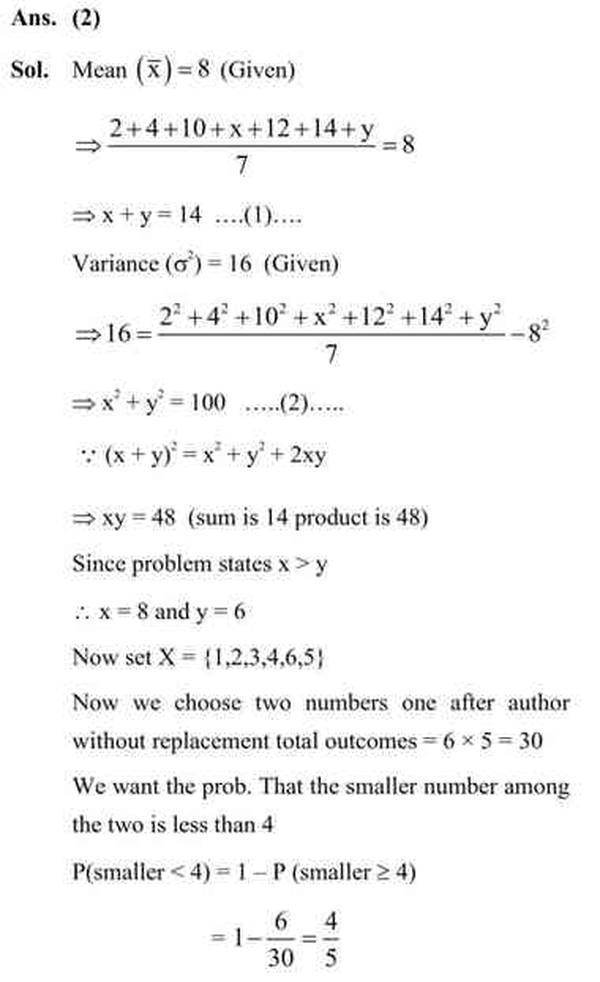 Ans. (2)
Sol. Mean (x̄) = 8 (Given)
⇒ (2+4+10+x+12+14+y)/7 = 8
⇒ x + y = 14 ....(1)....
Variance (σ²) = 16 (Given)
⇒ 16 = (2² + 4² + 10² + x² + 12² + 14² + y²)/7 − 8²
⇒ x² + y² = 100 .....(2).....
∵ (x + y)² = x² + y² + 2xy
⇒ xy = 48 (sum is 14 product is 48)
Since problem states x > y
∴ x = 8 and y = 6
Now set X = {1,2,3,4,6,5}
Now we choose two numbers one after author
without replacement total outcomes = 6 × 5 = 30
We want the prob. That the smaller number among
the two is less than 4
P(smaller < 4) = 1 – P (smaller ≥ 4)
= 1 − 6/30 = 4/5